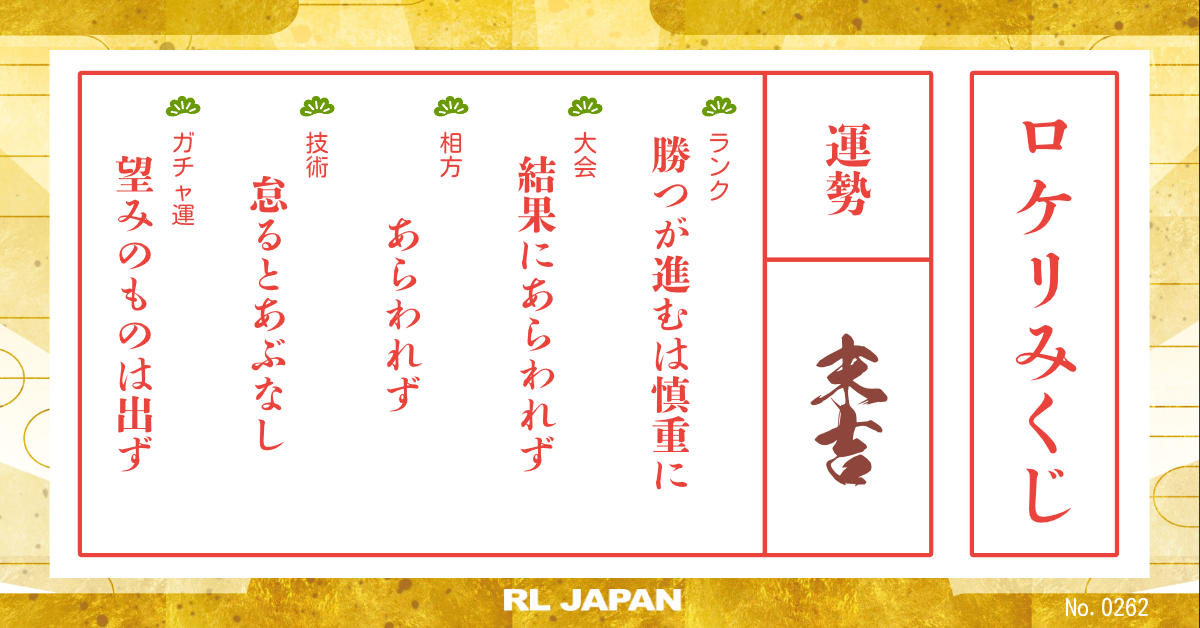 ロケリみくじ
運勢
末吉
ランク
勝つが進むは慎重に
大会
結果にあらわれず
相方
あらわれず
技術
怠るとあぶなし
ガチャ運
望みのものは出ず
RL JAPAN
No. 0262